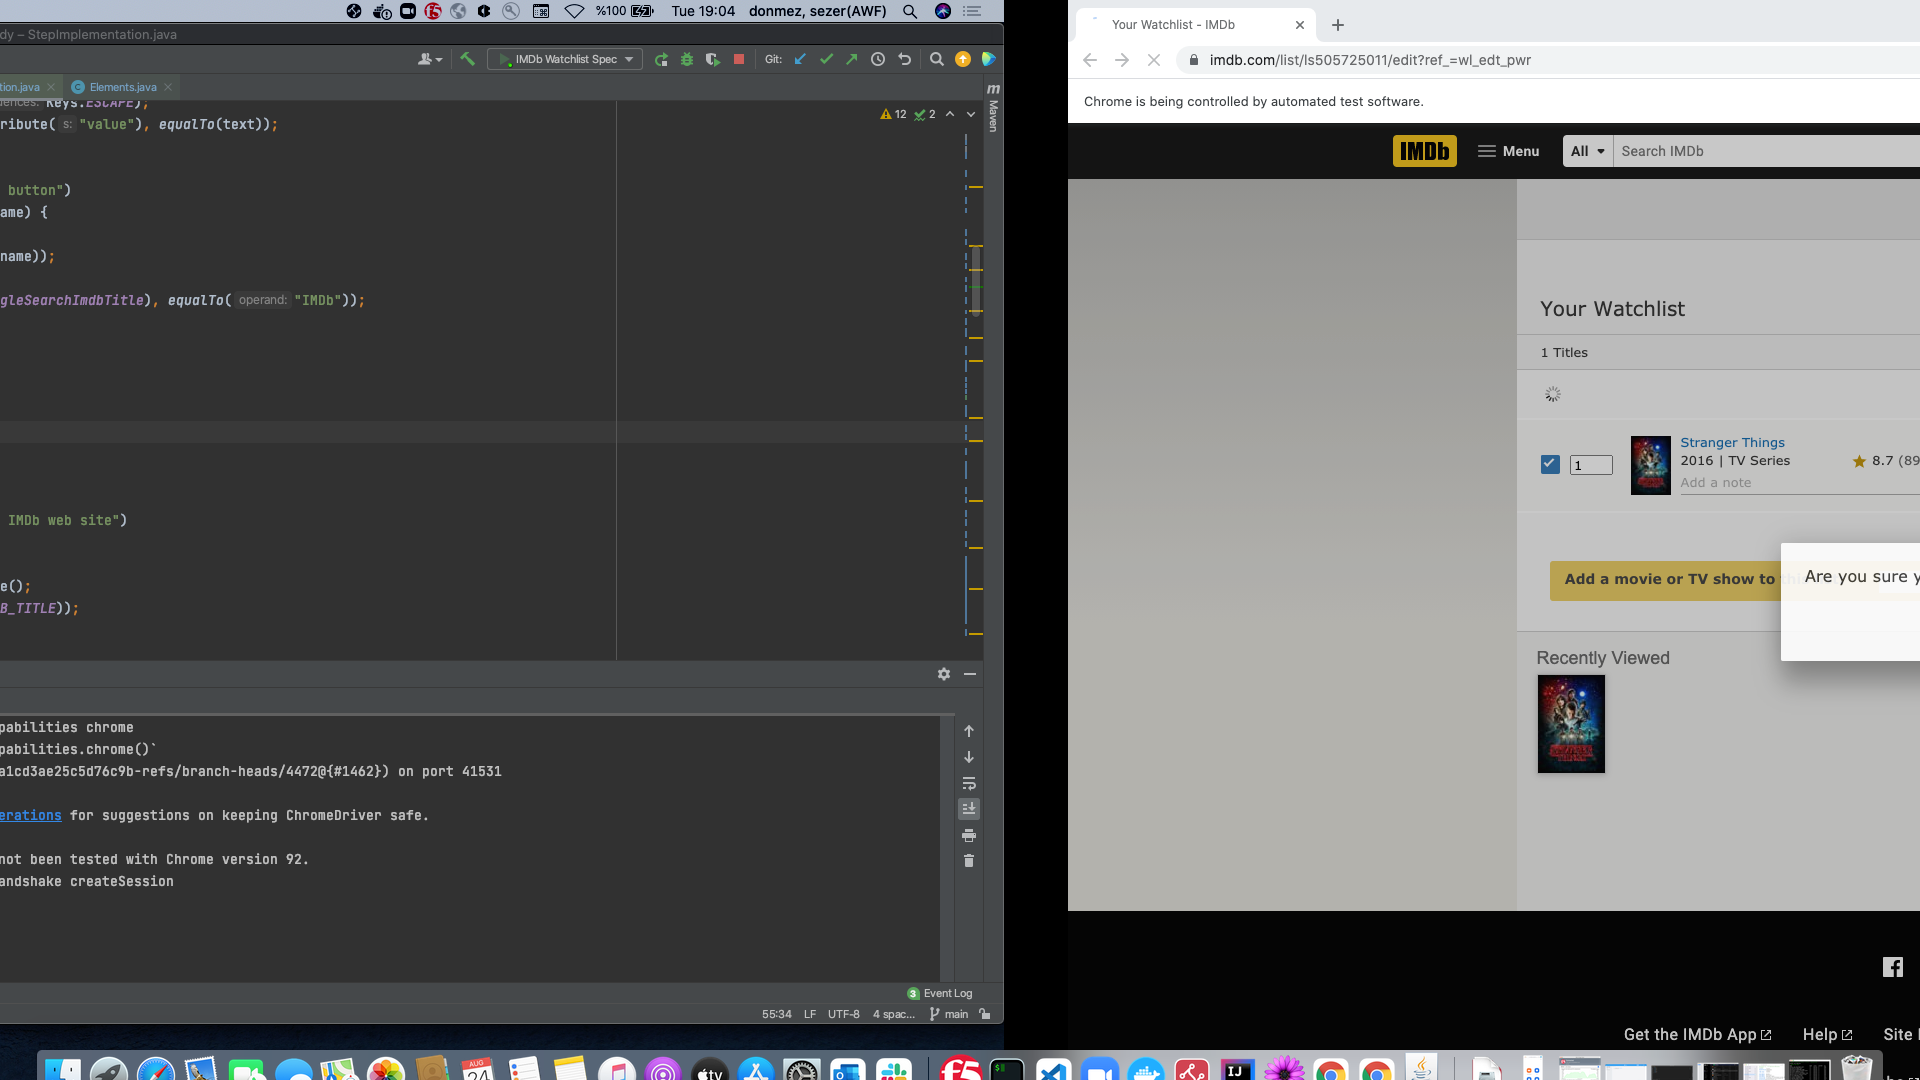 %100
Tue 19:04
donmez, sezer(AWF)
dy – StepImplementation.java
IMDb Watchlist Spec
Git:
tion.java
Elements.java
Keys.ESCAPE);
ribute( s: "value"), equalTo(text));
12
2
m
Maven
button")
ame) {
name));
gleSearchImdbTitle), equalTo( operand: "IMDb"));
IMDb web site")
e();
B_TITLE));
pabilities chrome
pabilities.chrome()`
a1cd3ae25c5d76c9b-refs/branch-heads/4472@{#1462}) on port 41531
erations for suggestions on keeping ChromeDriver safe.
not been tested with Chrome version 92.
andshake createSession
3 Event Log
55:34 LF UTF-8 4 spac... main
AUG
24
tv
f5
$
IJ
Your Watchlist - IMDb
imdb.com/list/ls505725011/edit?ref_=wl_edt_pwr
Chrome is being controlled by automated test software.
IMDb
Menu
All
Search IMDb
Your Watchlist
1 Titles
1
Stranger Things
2016 | TV Series
8.7 (89
Add a note
Add a movie or TV show to
Are you sure y
Recently Viewed
Get the IMDb App
Help
Site